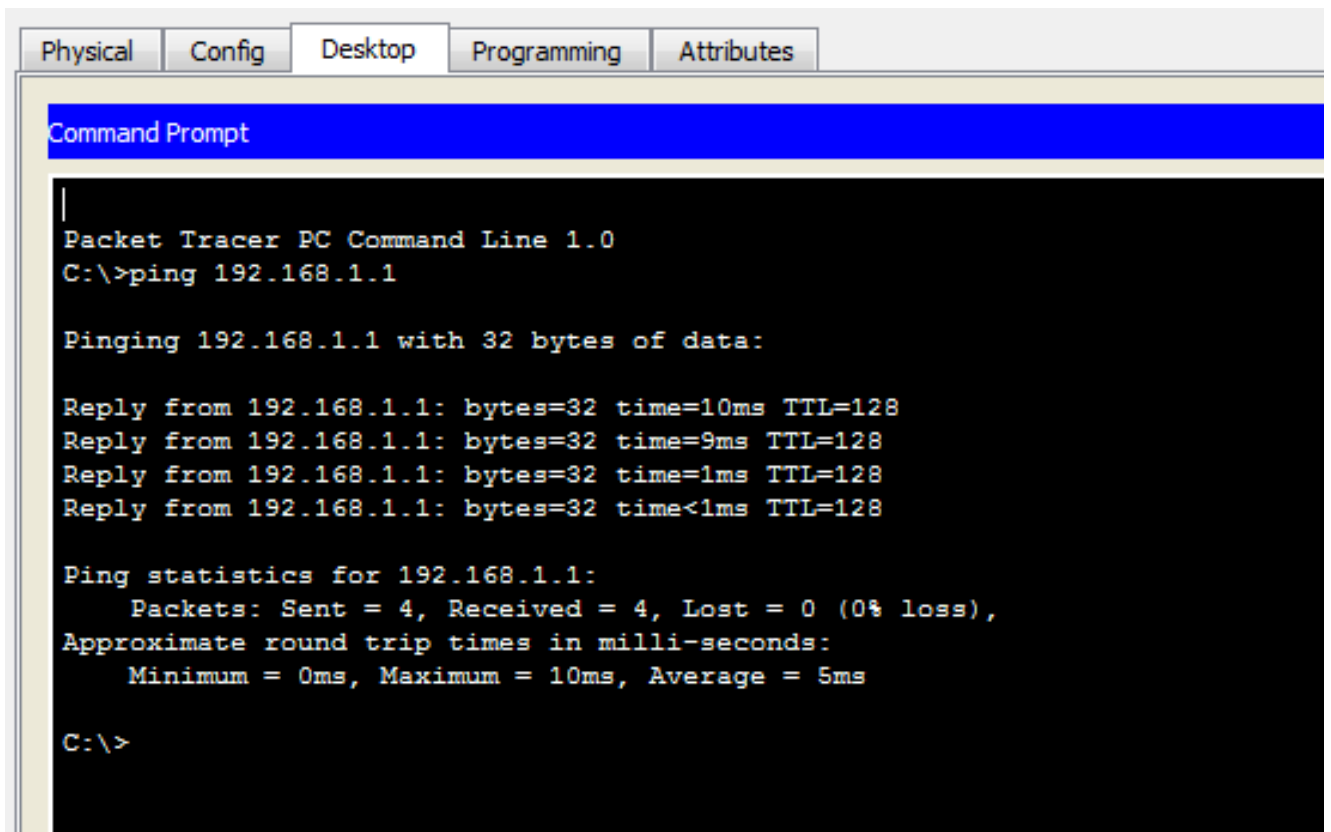 Physical Config Desktop Programming Attributes
Command Prompt
Packet Tracer PC Command Line 1.0
C:\>ping 192.168.1.1
Pinging 192.168.1.1 with 32 bytes of data:
Reply from 192.168.1.1: bytes=32 time=10ms TTL=128
Reply from 192.168.1.1: bytes=32 time=9ms TTL=128
Reply from 192.168.1.1: bytes=32 time=1ms TTL=128
Reply from 192.168.1.1: bytes=32 time<1ms TTL=128
Ping statistics for 192.168.1.1:
    Packets: Sent = 4, Received = 4, Lost = 0 (0% loss),
Approximate round trip times in milli-seconds:
    Minimum = 0ms, Maximum = 10ms, Average = 5ms
C:\>